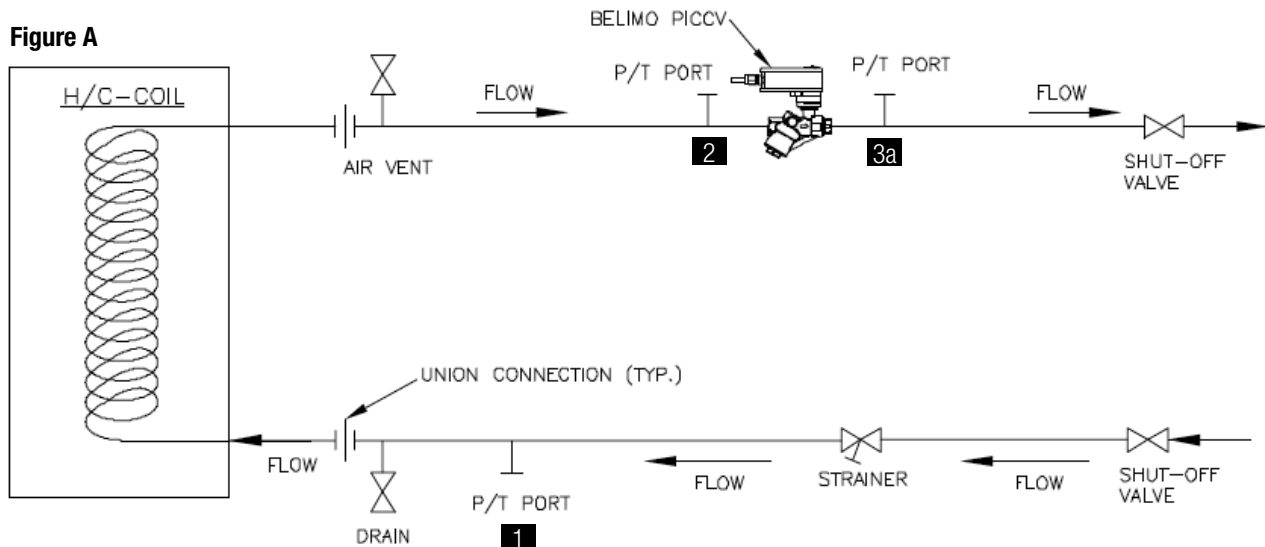 Figure A
BELIMO PICCV
H/C-COIL
P/T PORT
P/T PORT
FLOW
FLOW
2
3a
AIR VENT
SHUT-OFF
VALVE
UNION CONNECTION (TYP.)
FLOW
DRAIN
P/T PORT
1
FLOW
STRAINER
FLOW
SHUT-OFF
VALVE